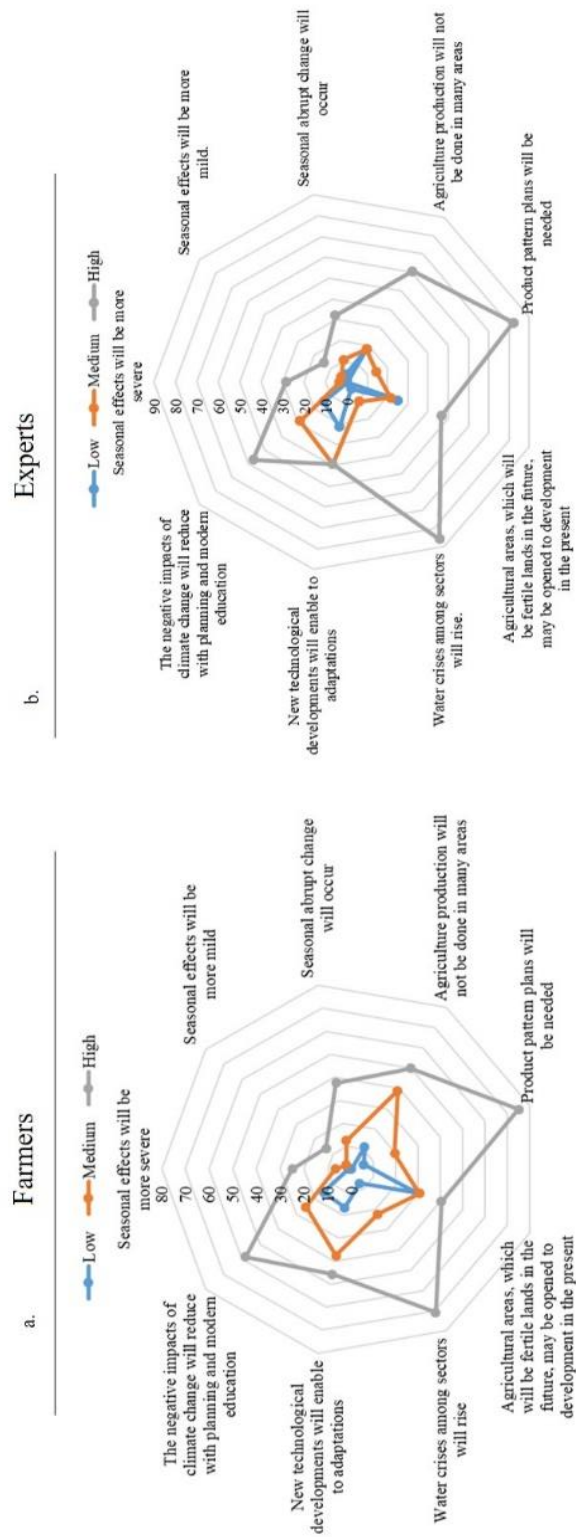 a.
Farmers
Low
Medium
High
Seasonal effects will be
more severe
80
70
60
50
40
30
20
10
0
Seasonal effects will be
more mild
Seasonal abrupt change
will occur
Agriculture production will
not be done in many areas
Product pattern plans will
be needed
Agricultural areas, which
will be fertile lands in the
future, may be opened to
development in the present
Water crises among sectors
will rise
New technological
developments will enable
to adaptations
The negative impacts of
climate change will reduce
with planning and modern
education
b.
Experts
Low
Medium
High
Seasonal effects will be more
severe
90
80
70
60
50
40
30
20
10
0
Seasonal effects will be more
mild.
Seasonal abrupt change will
occur
Agriculture production will not
be done in many areas
Product pattern plans will be
needed
Agricultural areas, which will
be fertile lands in the future,
may be opened to development
in the present
Water crises among sectors
will rise.
New technological
developments will enable to
adaptations
The negative impacts of
climate change will reduce
with planning and modern
education